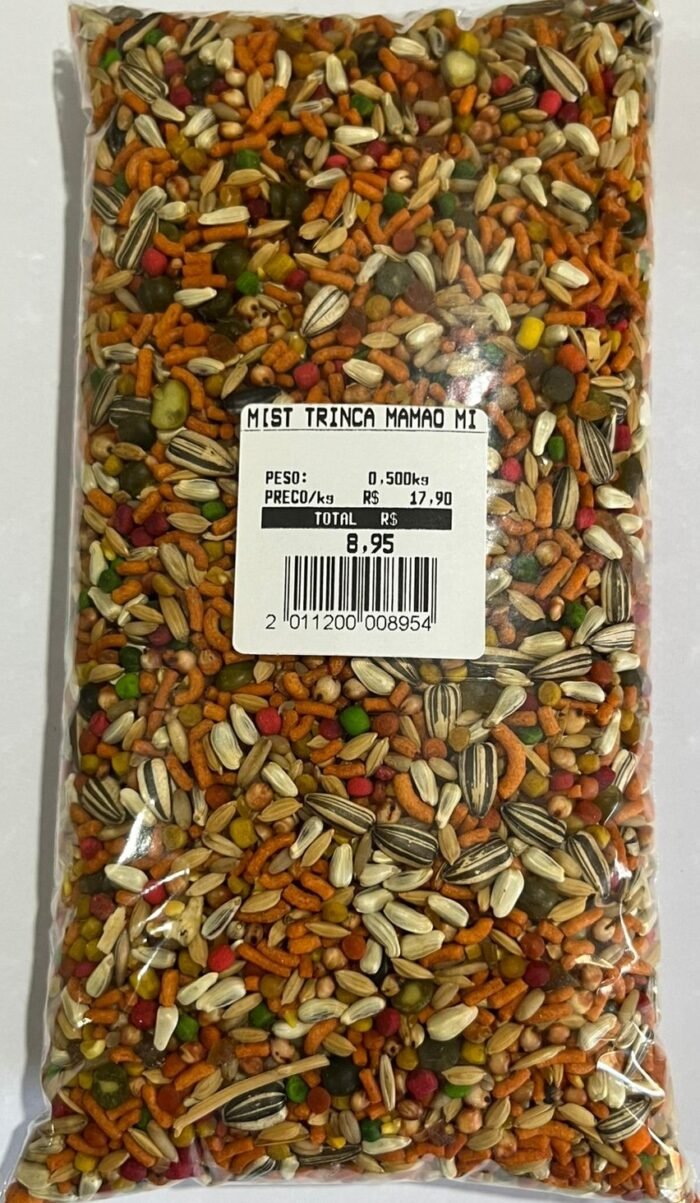 MIST TRINCA MAMAO MI
PESO: 0,500kg
PRECO/kg R$ 17,90
TOTAL R$
8,95
2 011200 008954